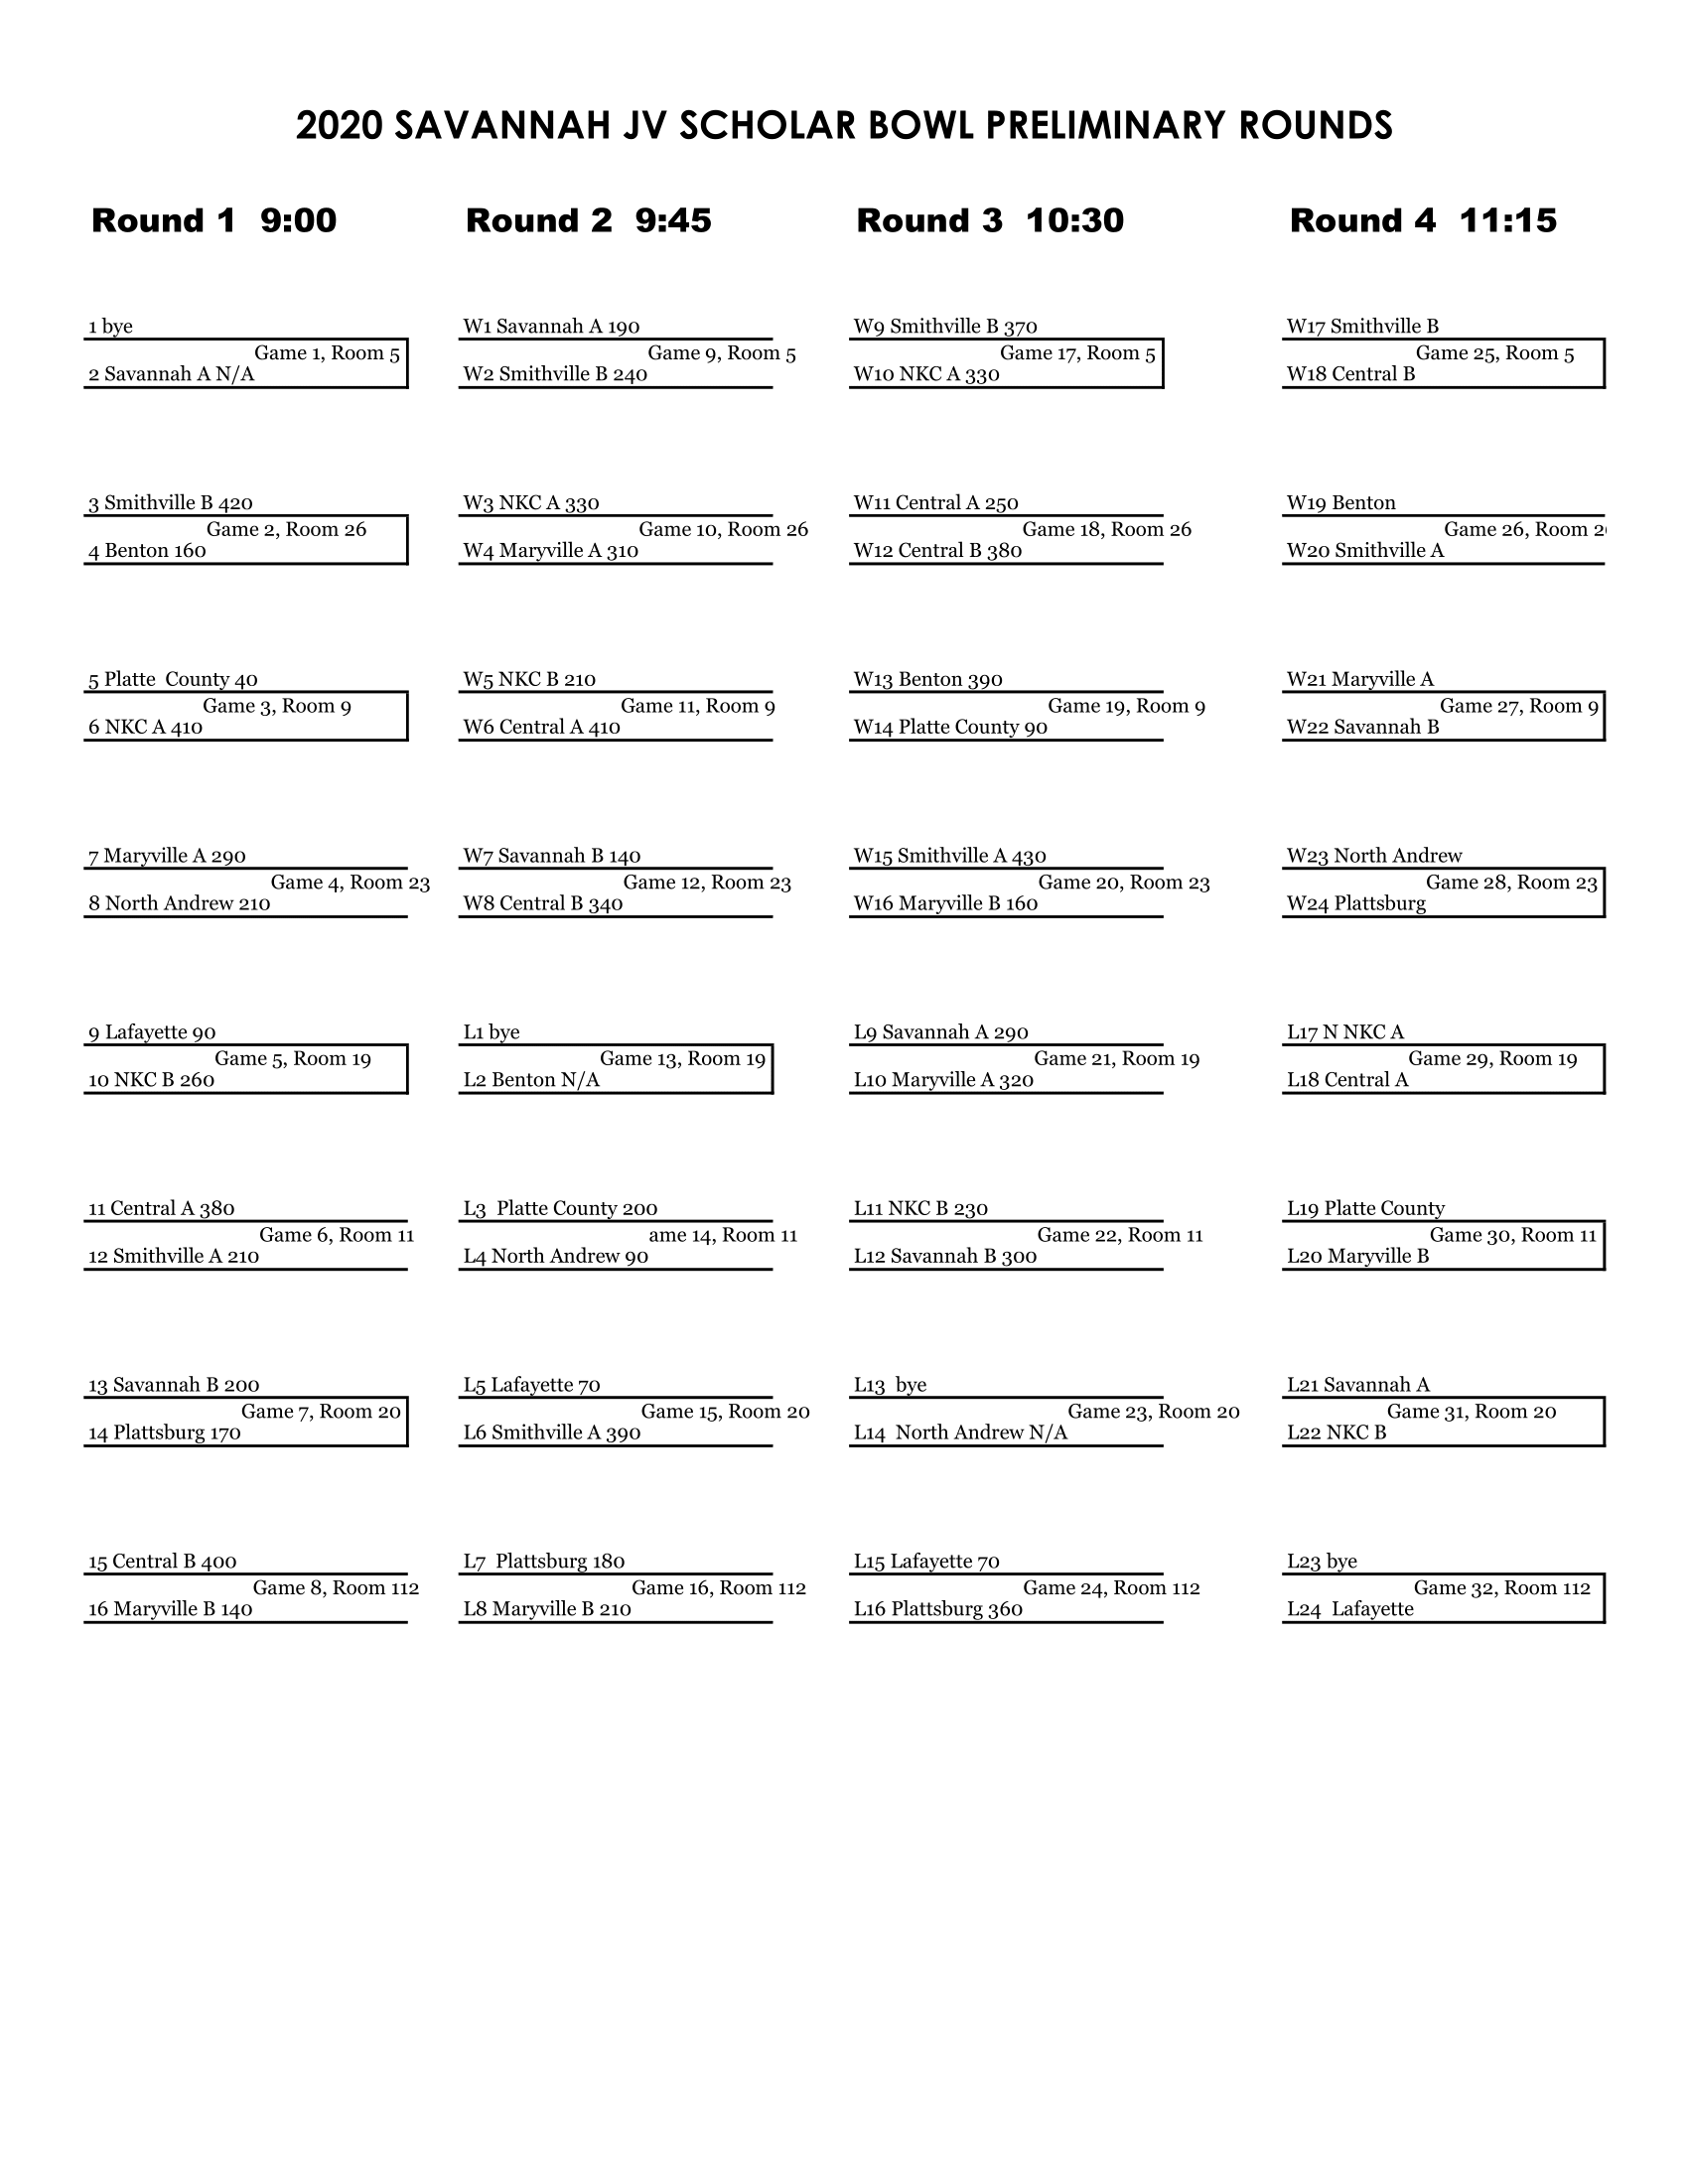 2020 SAVANNAH JV SCHOLAR BOWL PRELIMINARY ROUNDS
Round 1  9:00
Round 2  9:45
Round 3  10:30
Round 4  11:15
1 bye
Game 1, Room 5
2 Savannah A N/A
3 Smithville B 420
Game 2, Room 26
4 Benton 160
5 Platte  County 40
Game 3, Room 9
6 NKC A 410
7 Maryville A 290
Game 4, Room 23
8 North Andrew 210
9 Lafayette 90
Game 5, Room 19
10 NKC B 260
11 Central A 380
Game 6, Room 11
12 Smithville A 210
13 Savannah B 200
Game 7, Room 20
14 Plattsburg 170
15 Central B 400
Game 8, Room 112
16 Maryville B 140
W1 Savannah A 190
Game 9, Room 5
W2 Smithville B 240
W3 NKC A 330
Game 10, Room 26
W4 Maryville A 310
W5 NKC B 210
Game 11, Room 9
W6 Central A 410
W7 Savannah B 140
Game 12, Room 23
W8 Central B 340
L1 bye
Game 13, Room 19
L2 Benton N/A
L3  Platte County 200
ame 14, Room 11
L4 North Andrew 90
L5 Lafayette 70
Game 15, Room 20
L6 Smithville A 390
L7  Plattsburg 180
Game 16, Room 112
L8 Maryville B 210
W9 Smithville B 370
Game 17, Room 5
W10 NKC A 330
W11 Central A 250
Game 18, Room 26
W12 Central B 380
W13 Benton 390
Game 19, Room 9
W14 Platte County 90
W15 Smithville A 430
Game 20, Room 23
W16 Maryville B 160
L9 Savannah A 290
Game 21, Room 19
L10 Maryville A 320
L11 NKC B 230
Game 22, Room 11
L12 Savannah B 300
L13  bye
Game 23, Room 20
L14  North Andrew N/A
L15 Lafayette 70
Game 24, Room 112
L16 Plattsburg 360
W17 Smithville B
Game 25, Room 5
W18 Central B
W19 Benton
Game 26, Room
W20 Smithville A
W21 Maryville A
Game 27, Room 9
W22 Savannah B
W23 North Andrew
Game 28, Room 23
W24 Plattsburg
L17 N NKC A
Game 29, Room 19
L18 Central A
L19 Platte County
Game 30, Room 11
L20 Maryville B
L21 Savannah A
Game 31, Room 20
L22 NKC B
L23 bye
Game 32, Room 112
L24  Lafayette